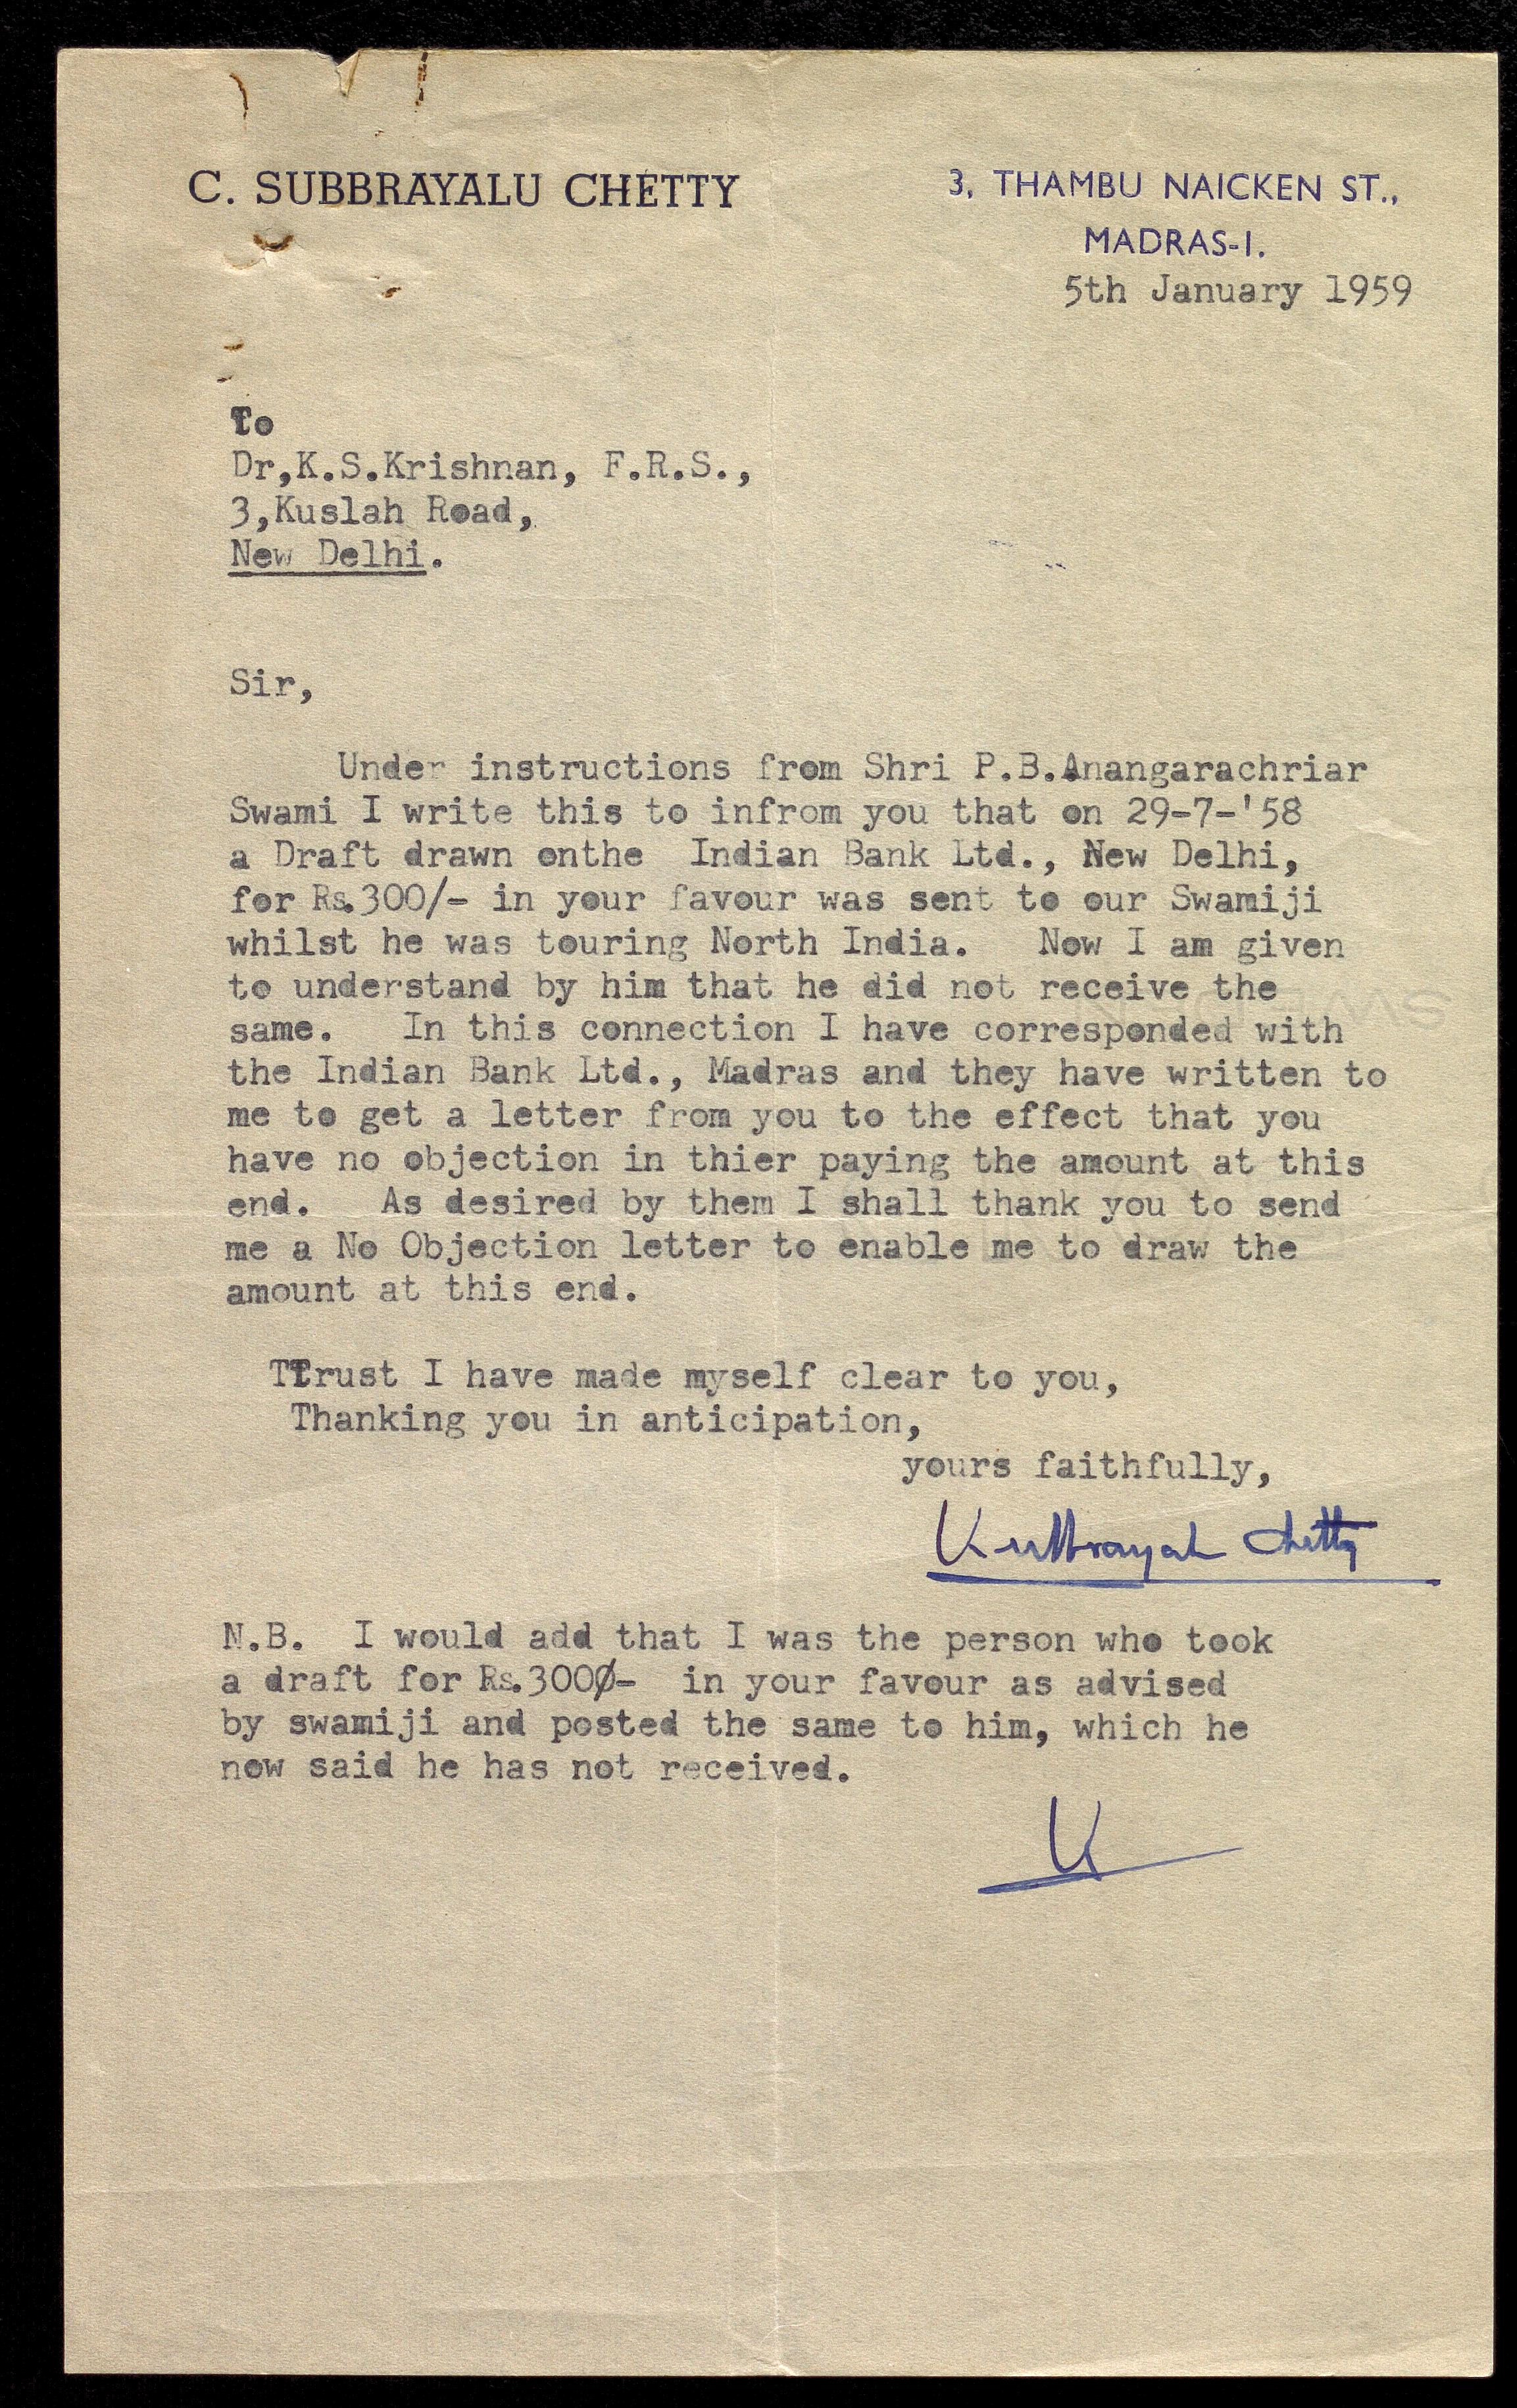 C. SUBBRAYALU CHETTY
3, THAMBU NAICKEN ST.,
MADRAS-1.
5th January 1959
To
Dr,K.S.Krishnan, F.R.S.,
3,Kuslah Road,
New Delhi.
Sir,
Under instructions from Shri P.B.Anangarachriar
Swami I write this to infrom you that on 29-7-'58
a Draft drawn onthe Indian Bank Ltd., New Delhi,
for Rs.300/- in your favour was sent to our Swamiji
whilst he was touring North India. Now I am given
to understand by him that he did not receive the
same. In this connection I have corresponded with
the Indian Bank Ltd., Madras and they have written to
me to get a letter from you to the effect that you
have no objection in thier paying the amount at this
end. As desired by them I shall thank you to send
me a No Objection letter to enable me to draw the
amount at this end.
TTrust I have made myself clear to you,
Thanking you in anticipation,
yours faithfully,
Chetty
N.B. I would add that I was the person who took
a draft for Rs.300/- in your favour as advised
by swamiji and posted the same to him, which he
now said he has not received.